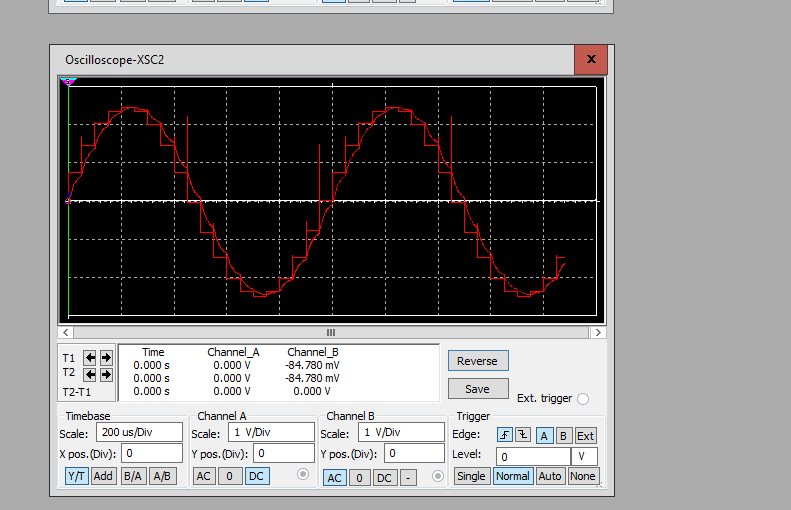 Oscilloscope-XSC2
x
T1
T2
T2-T1
Time Channel_A Channel_B
0.000 s 0.000 V -84.780 mV
0.000 s 0.000 V -84.780 mV
0.000 s 0.000 V 0.000 V
Reverse
Save
Ext. trigger
Timebase
Scale: 200 us/Div
X pos.(Div): 0
Y/T Add B/A A/B
Channel A
Scale: 1 V/Div
Y pos.(Div): 0
AC 0 DC
Channel B
Scale: 1 V/Div
Y pos.(Div): 0
AC 0 DC -
Trigger
Edge: A B Ext
Level: 0 V
Single Normal Auto None